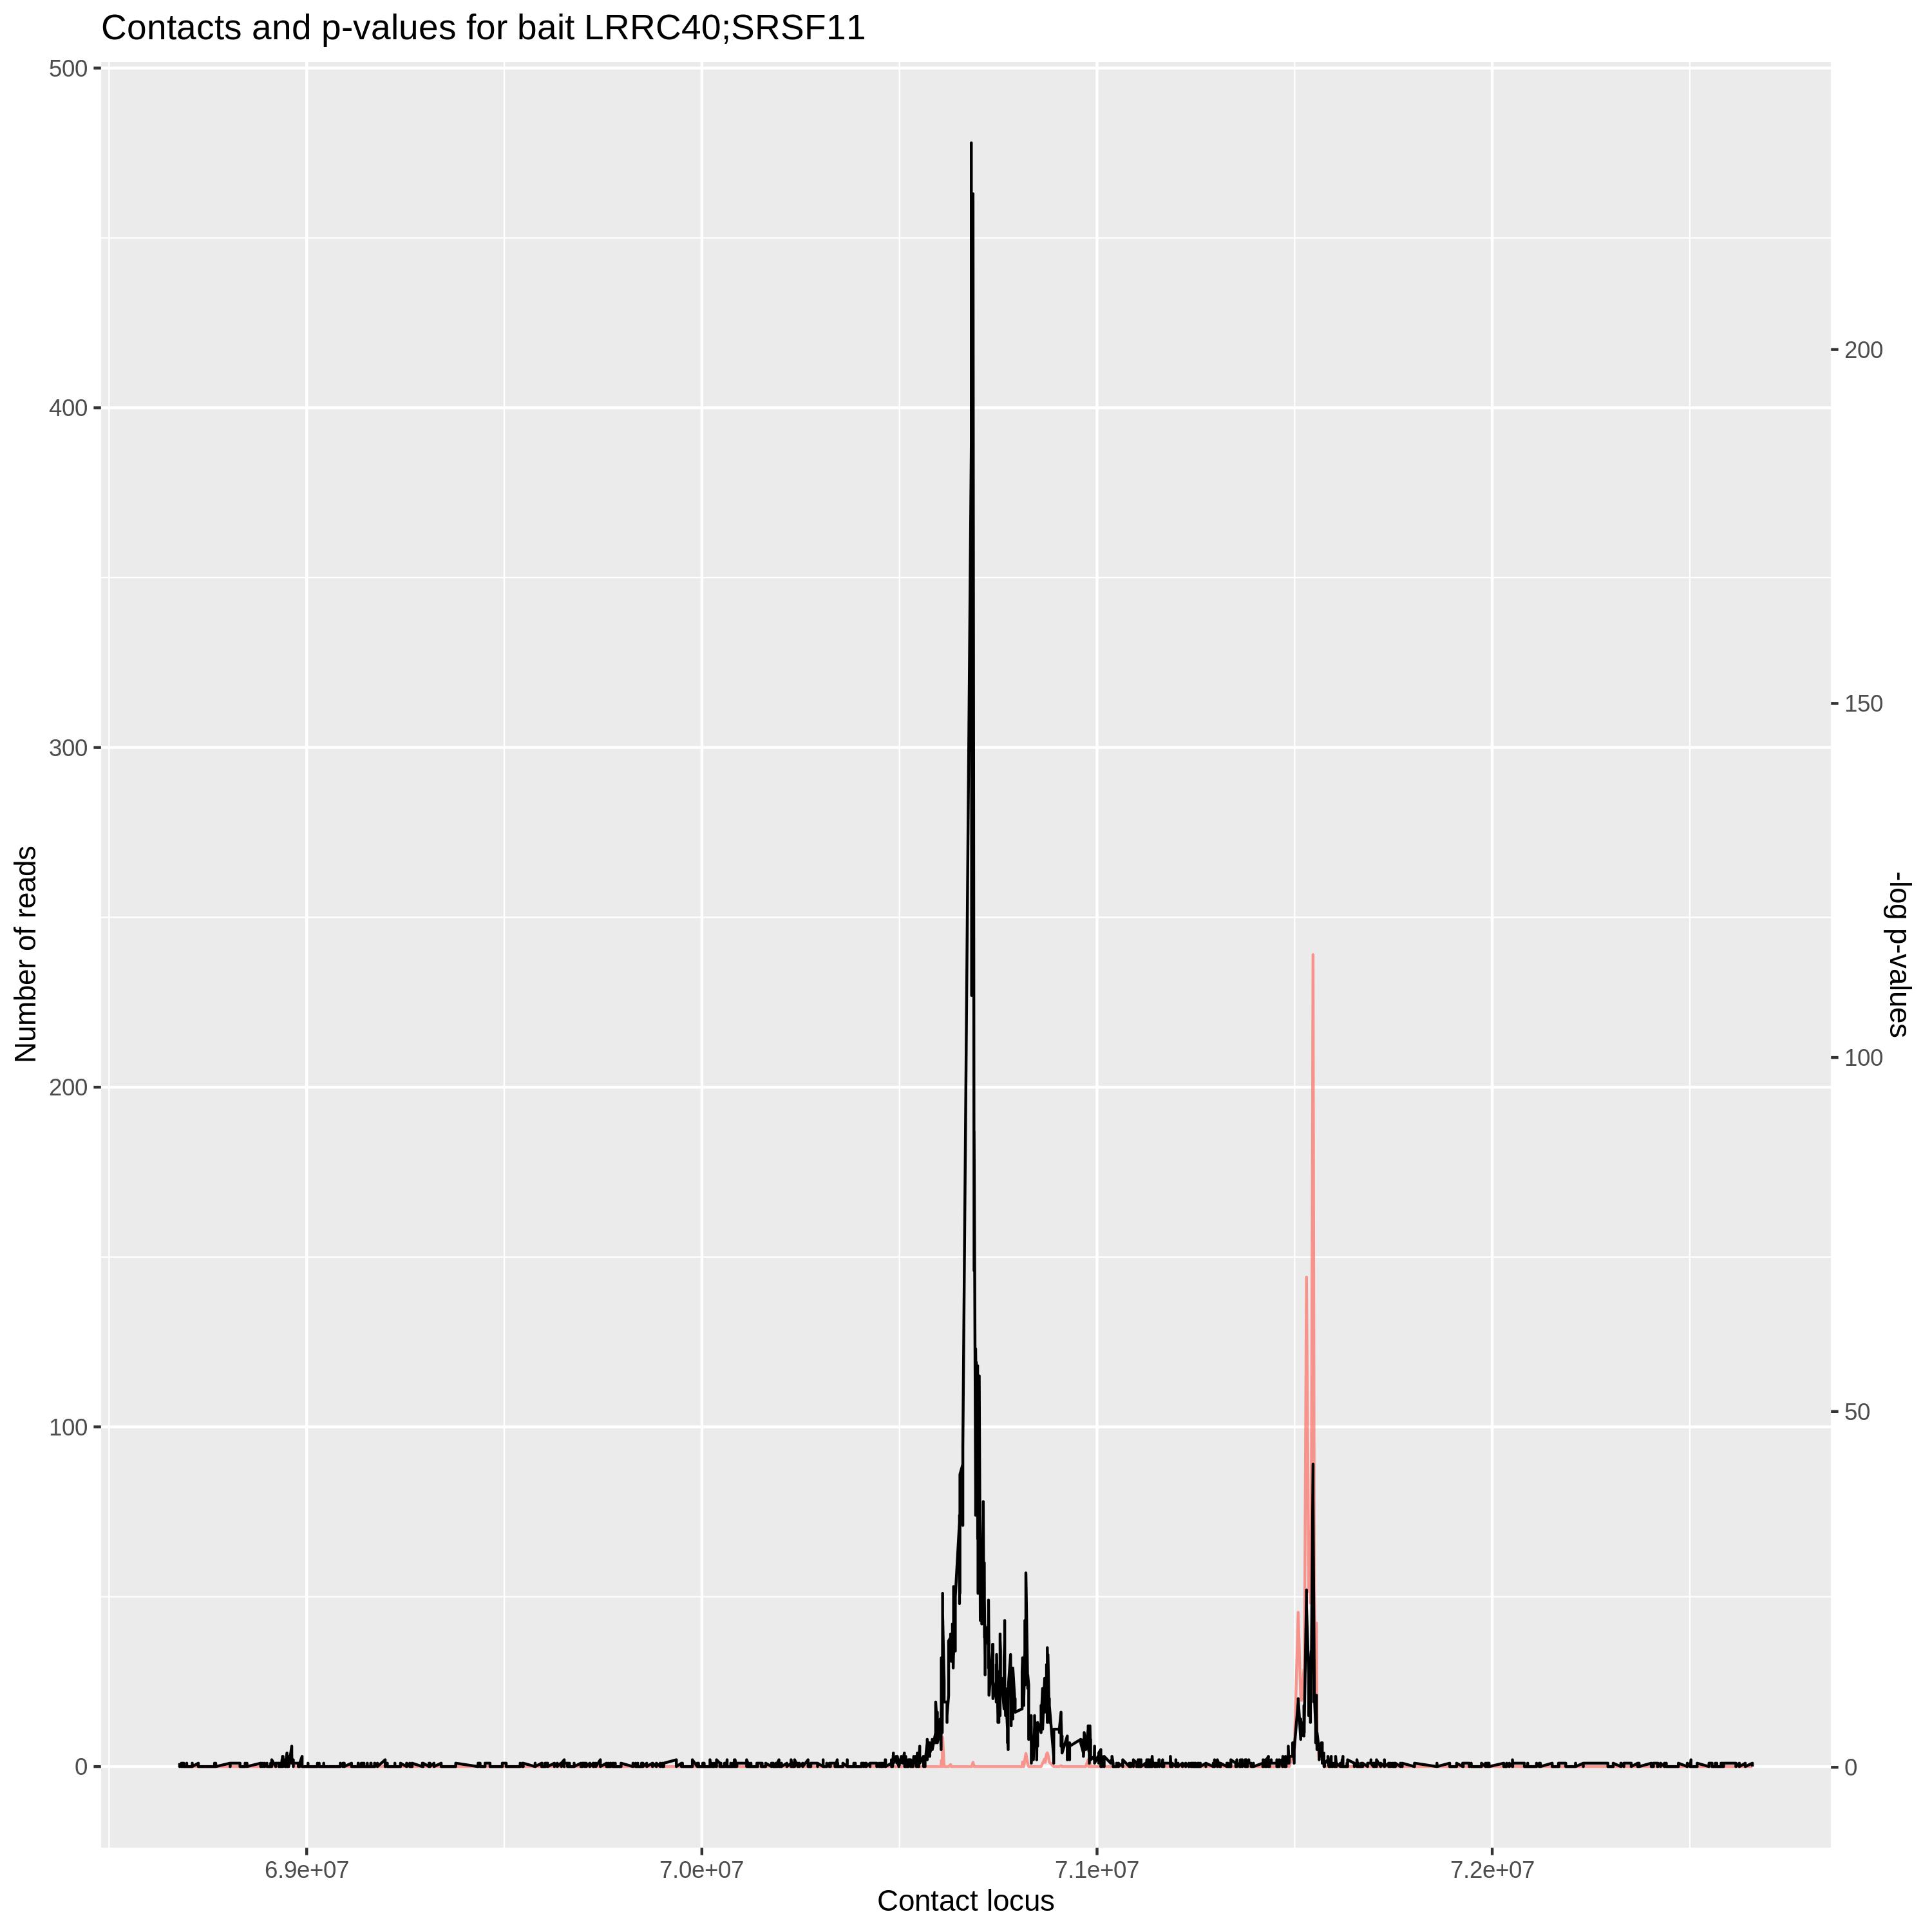 Contacts and p-values for bait LRRC40;SRSF11
500
400
300
200
100
0
Number of reads
200
150
100
50
0
-log p-values
6.9e+07
7.0e+07
7.1e+07
7.2e+07
Contact locus